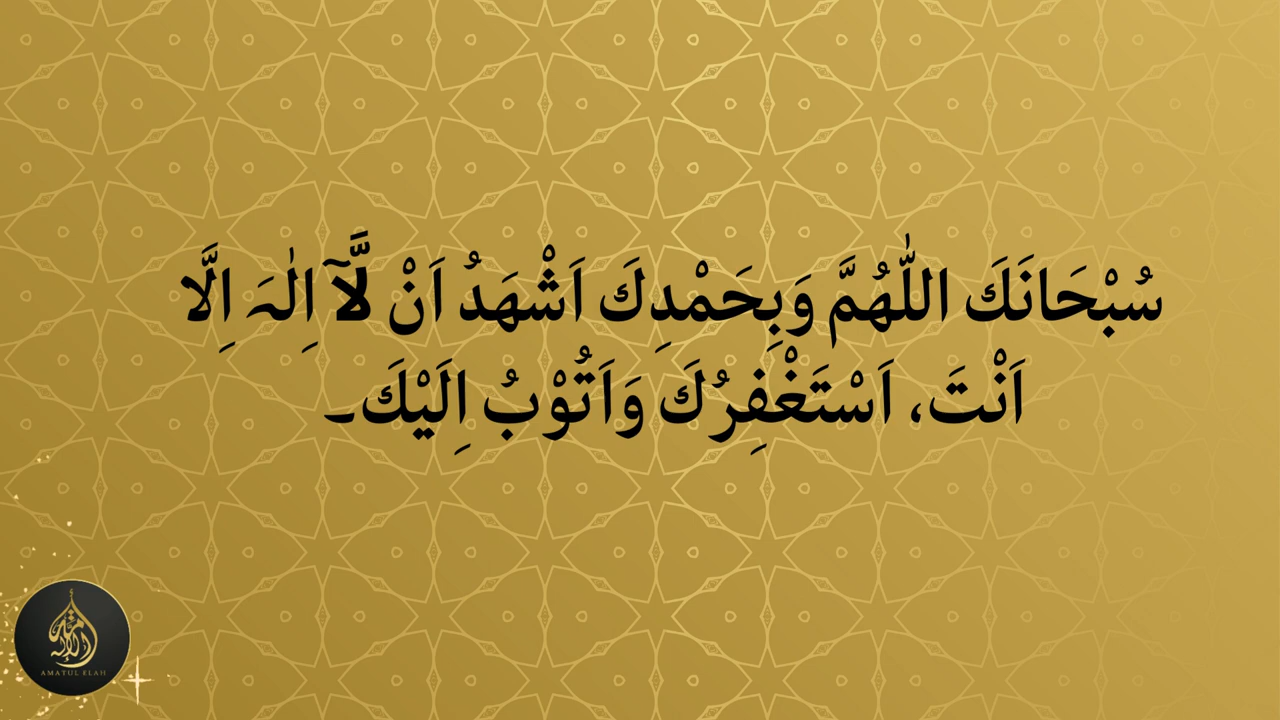 سُبْحَانَكَ اللّٰهُمَّ وَبِحَمْدِكَ اَشْهَدُ اَنْ لَّآ اِلٰہَ اِلَّا
اَنْتَ، اَسْتَغْفِرُكَ وَاَتُوْبُ اِلَيْكَ۔
AMATUL ELAH